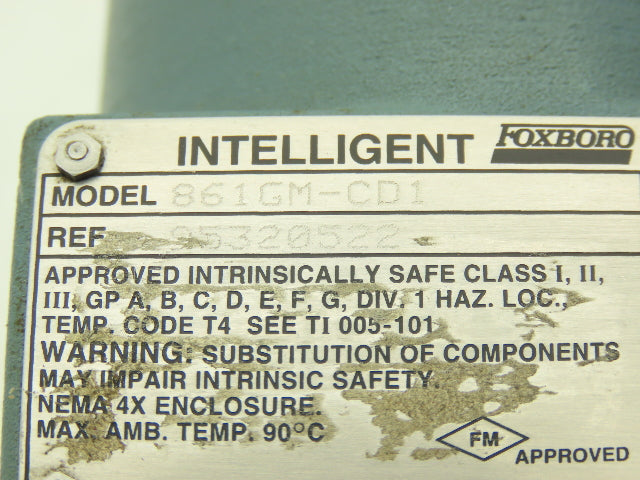 INTELLIGENT FOXBORO
MODEL 861GM-CD1
REF 95320522
APPROVED INTRINSICALLY SAFE CLASS I, II,
III, GP A, B, C, D, E, F, G, DIV. 1 HAZ. LOC.,
TEMP. CODE T4 SEE TI 005-101
WARNING: SUBSTITUTION OF COMPONENTS
MAY IMPAIR INTRINSIC SAFETY.
NEMA 4X ENCLOSURE.
MAX. AMB. TEMP. 90°C
FM APPROVED